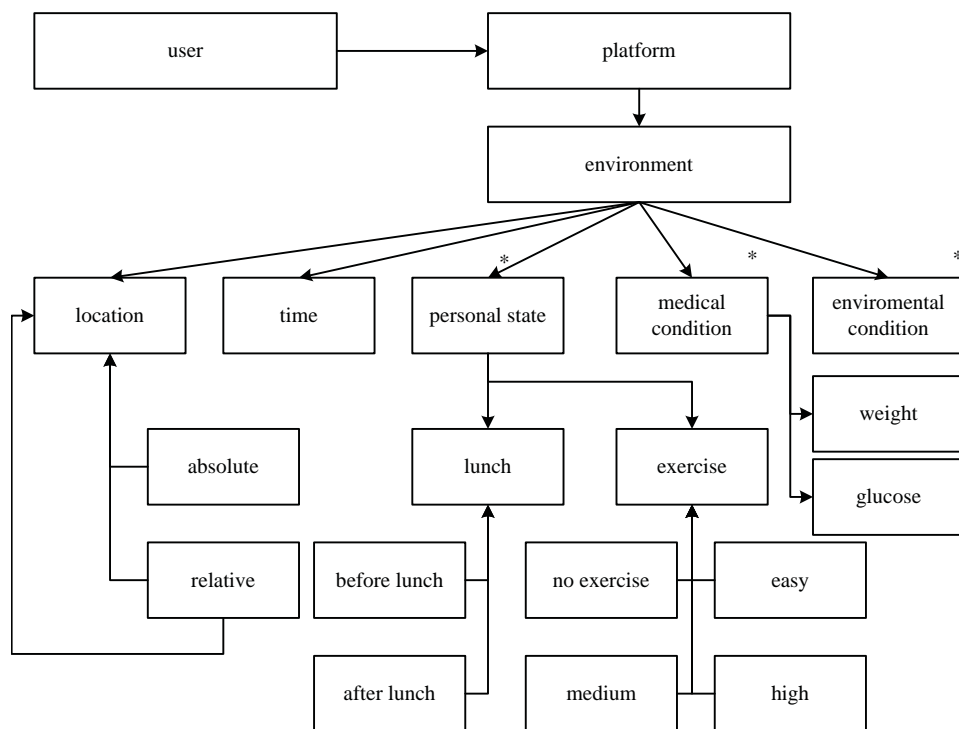 user
platform
environment
*
*
*
location
time
personal state
medical
condition
enviromental
condition
weight
absolute
lunch
exercise
glucose
relative
before lunch
no exercise
easy
after lunch
medium
high